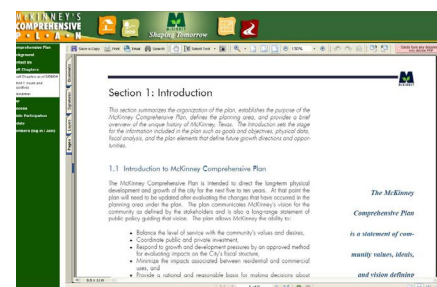 McKINNEY'S
COMPREHENSIVE
P • L • A • N
Shaping Tomorrow
Save a Copy Print Email Search Select Text 130%
Section 1: Introduction
This section summarizes the organization of the plan, establishes the purpose of the
McKinney Comprehensive Plan, defines the planning area, and provides a brief
overview of the unique history of McKinney, Texas. The Introduction sets the stage
for the information included in the plan such as goals and objectives, physical data,
fiscal analysis, and the plan elements that define future growth directions and oppor-
tunities.
1.1 Introduction to McKinney Comprehensive Plan
The McKinney Comprehensive Plan is intended to direct the long-term physical
development and growth of the city for the next five to ten years. At that point the
plan will need to be updated after evaluating the changes that have occurred in the
planning area under the plan. The plan communicates McKinney's vision for the
community as defined by the stakeholders and is also a long-range statement of
public policy guiding that vision. The plan allows McKinney the ability to:
• Balance the level of service with the community's values and desires,
• Coordinate public and private investment,
• Respond to growth and development pressures by an approved method
for evaluating impacts on the City's fiscal structure,
• Minimize the impacts associated between residential and commercial
uses, and
• Provide a rational and reasonable basis for making decisions about
The McKinney
Comprehensive Plan
is a statement of com-
munity values, ideals,
and vision defining